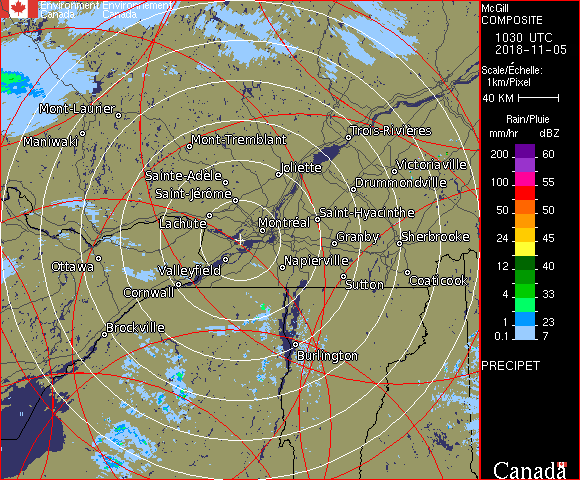 Environment Environnement
Canada Canada
McGill
COMPOSITE
1030 UTC
2018-11-05
Scale/Échelle:
1km/Pixel
40 KM
Rain/Pluie
mm/hr dBZ
200 60
100 55
50 50
24 45
12 40
4 33
1 23
0.1 7
PRECIPET
Canada
Mont-Laurier
Maniwaki
Mont-Tremblant
Trois-Rivières
Joliette
Victoriaville
Sainte-Adèle
Drummondville
Saint-Jérôme
Lachute
Saint-Hyacinthe
Montréal
Granby
Sherbrooke
Ottawa
Valleyfield
Napierville
Cornwall
Sutton
Coaticook
Brockville
Burlington